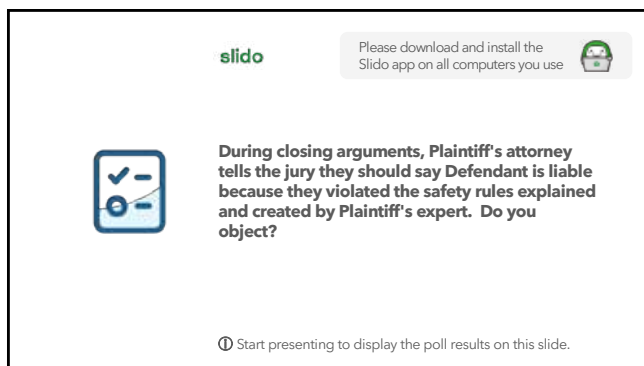 slido
Please download and install the
Slido app on all computers you use
During closing arguments, Plaintiff's attorney
tells the jury they should say Defendant is liable
because they violated the safety rules explained
and created by Plaintiff's expert.  Do you
object?
Start presenting to display the poll results on this slide.